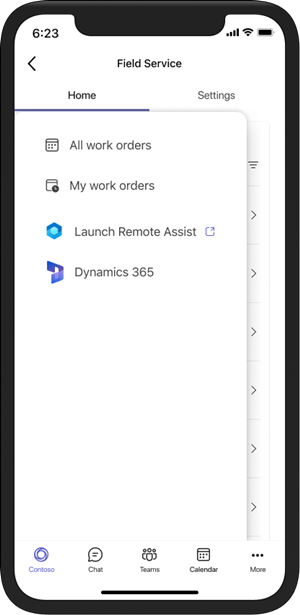 6:23
Field Service
Home Settings
All work orders
My work orders
Launch Remote Assist
Dynamics 365
Contoso Chat Teams Calendar More